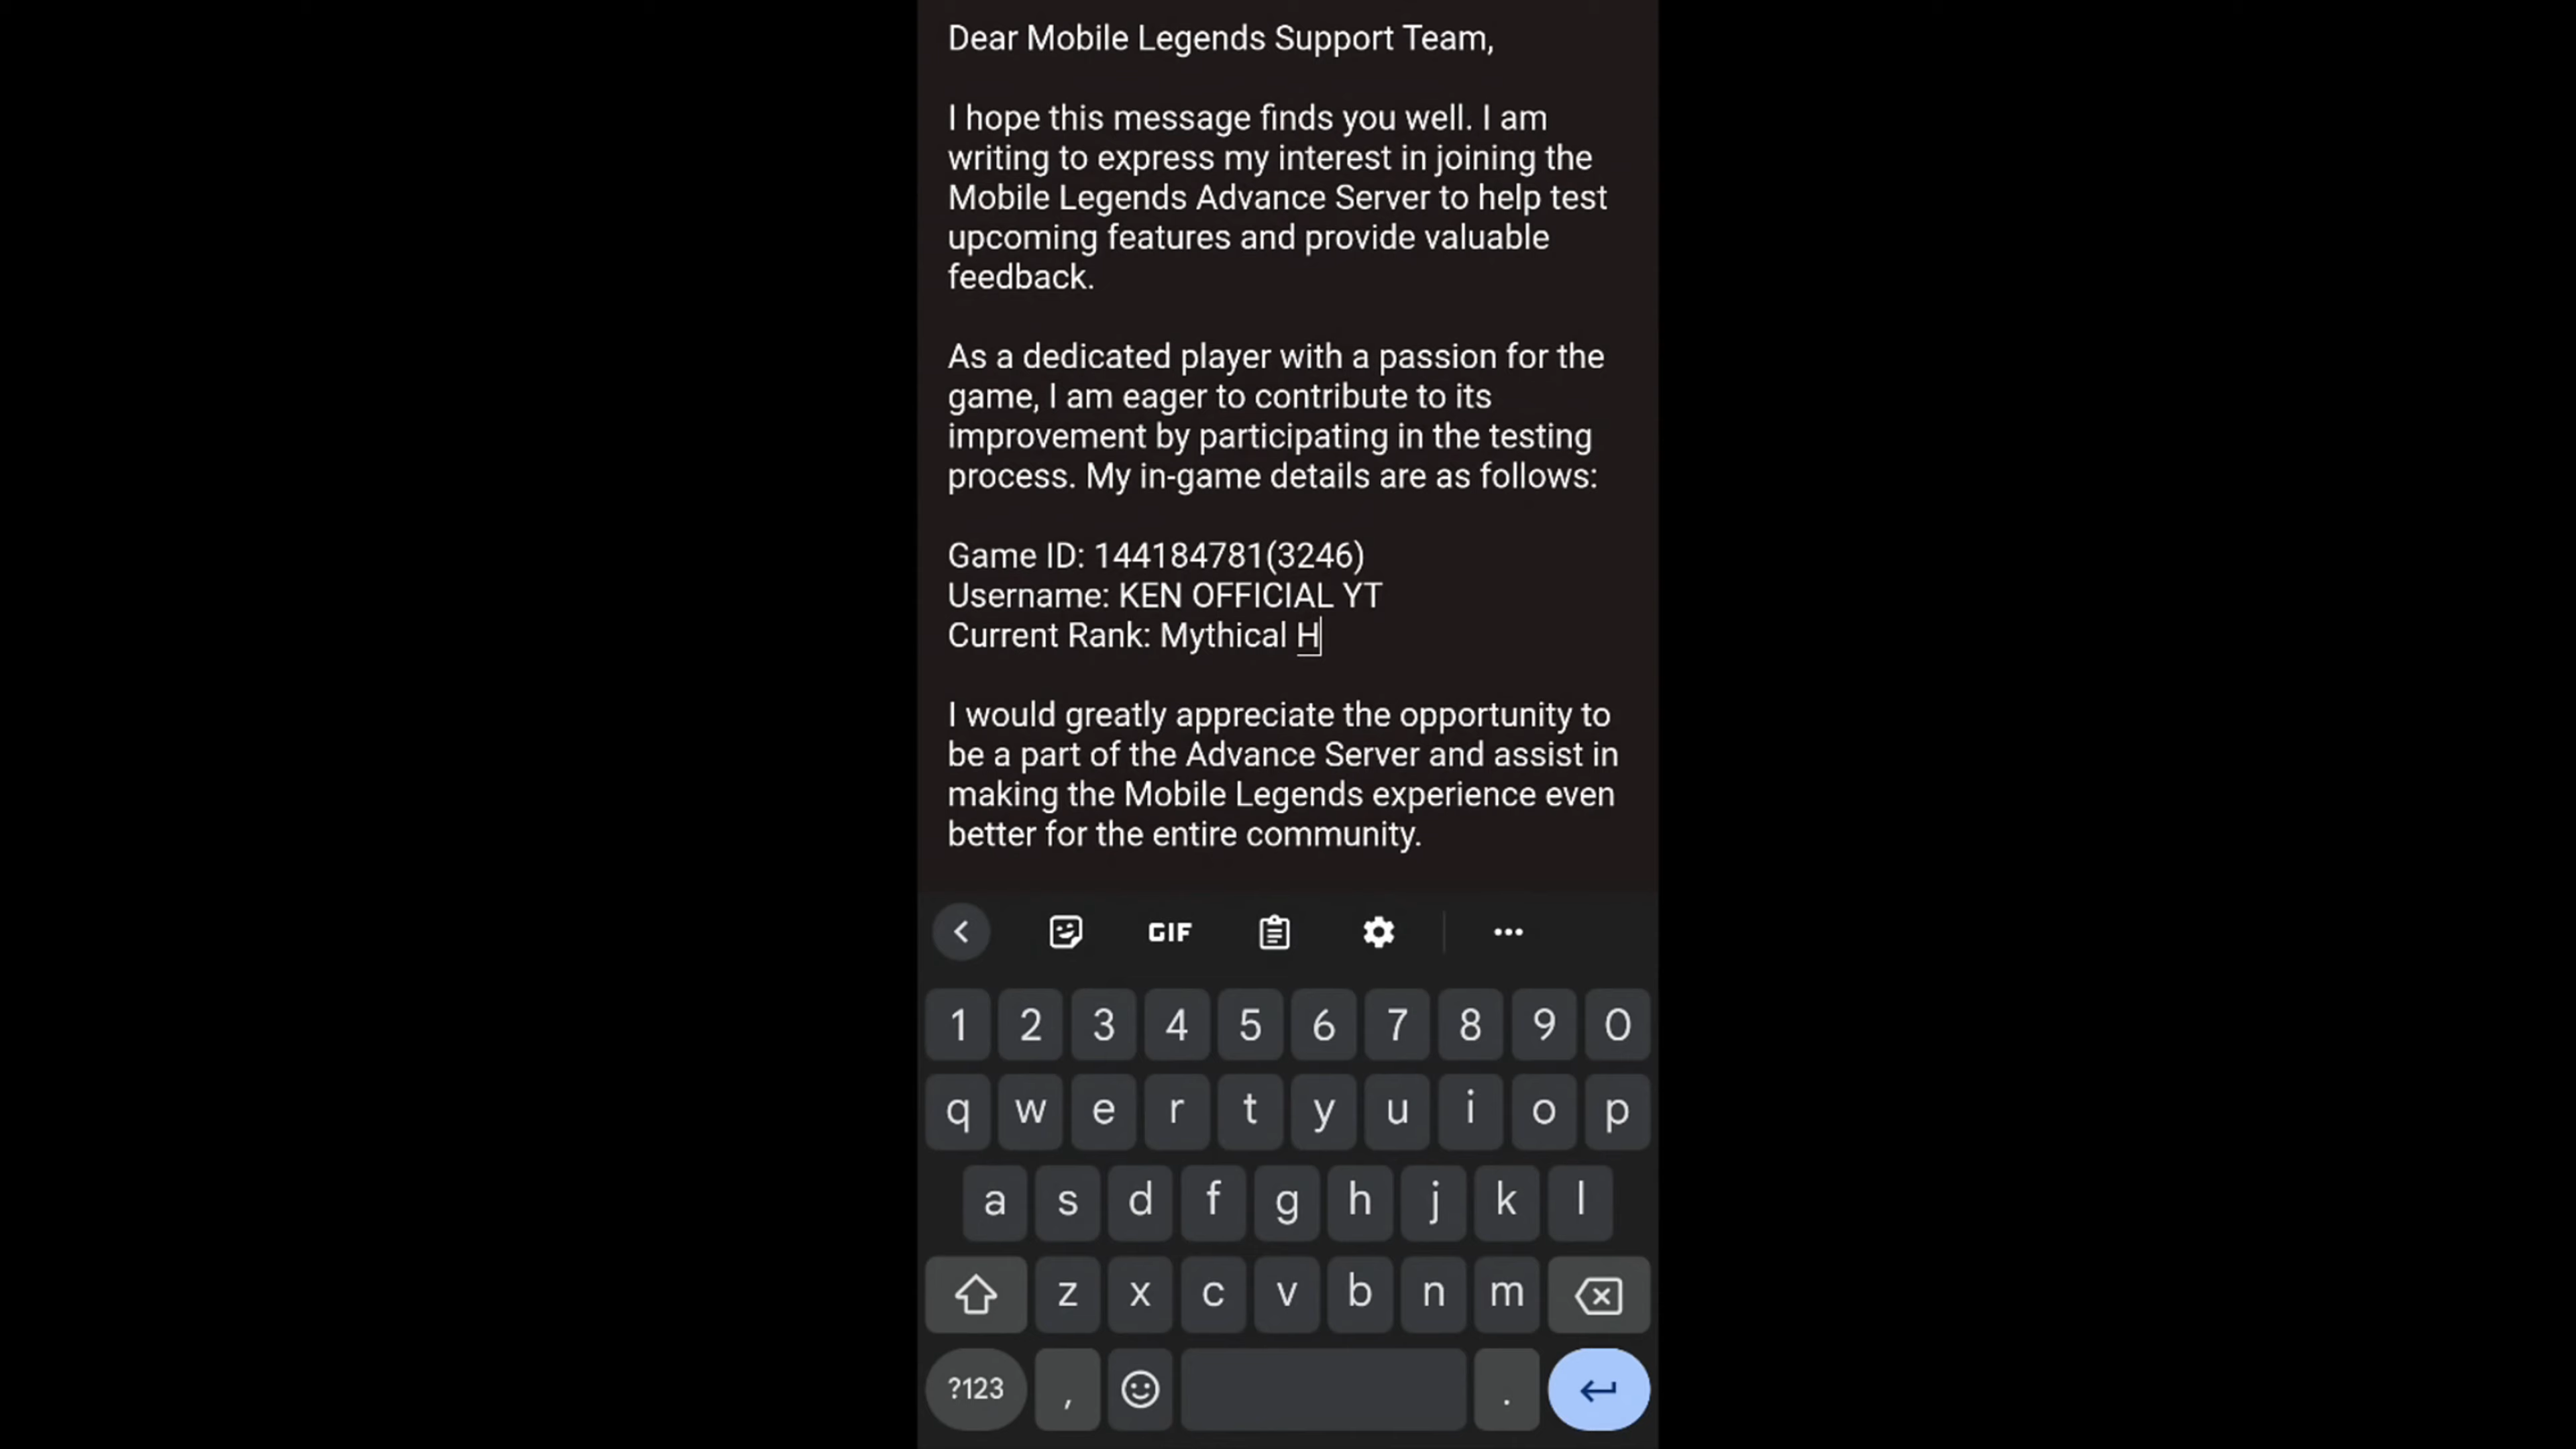 Dear Mobile Legends Support Team,
I hope this message finds you well. I am
writing to express my interest in joining the
Mobile Legends Advance Server to help test
upcoming features and provide valuable
feedback.
As a dedicated player with a passion for the
game, I am eager to contribute to its
improvement by participating in the testing
process. My in-game details are as follows:
Game ID: 144184781(3246)
Username: KEN OFFICIAL YT
Current Rank: Mythical H
I would greatly appreciate the opportunity to
be a part of the Advance Server and assist in
making the Mobile Legends experience even
better for the entire community.
GIF
1 2 3 4 5 6 7 8 9 0
q w e r t y u i o p
a s d f g h j k l
z x c v b n m
?123 , .